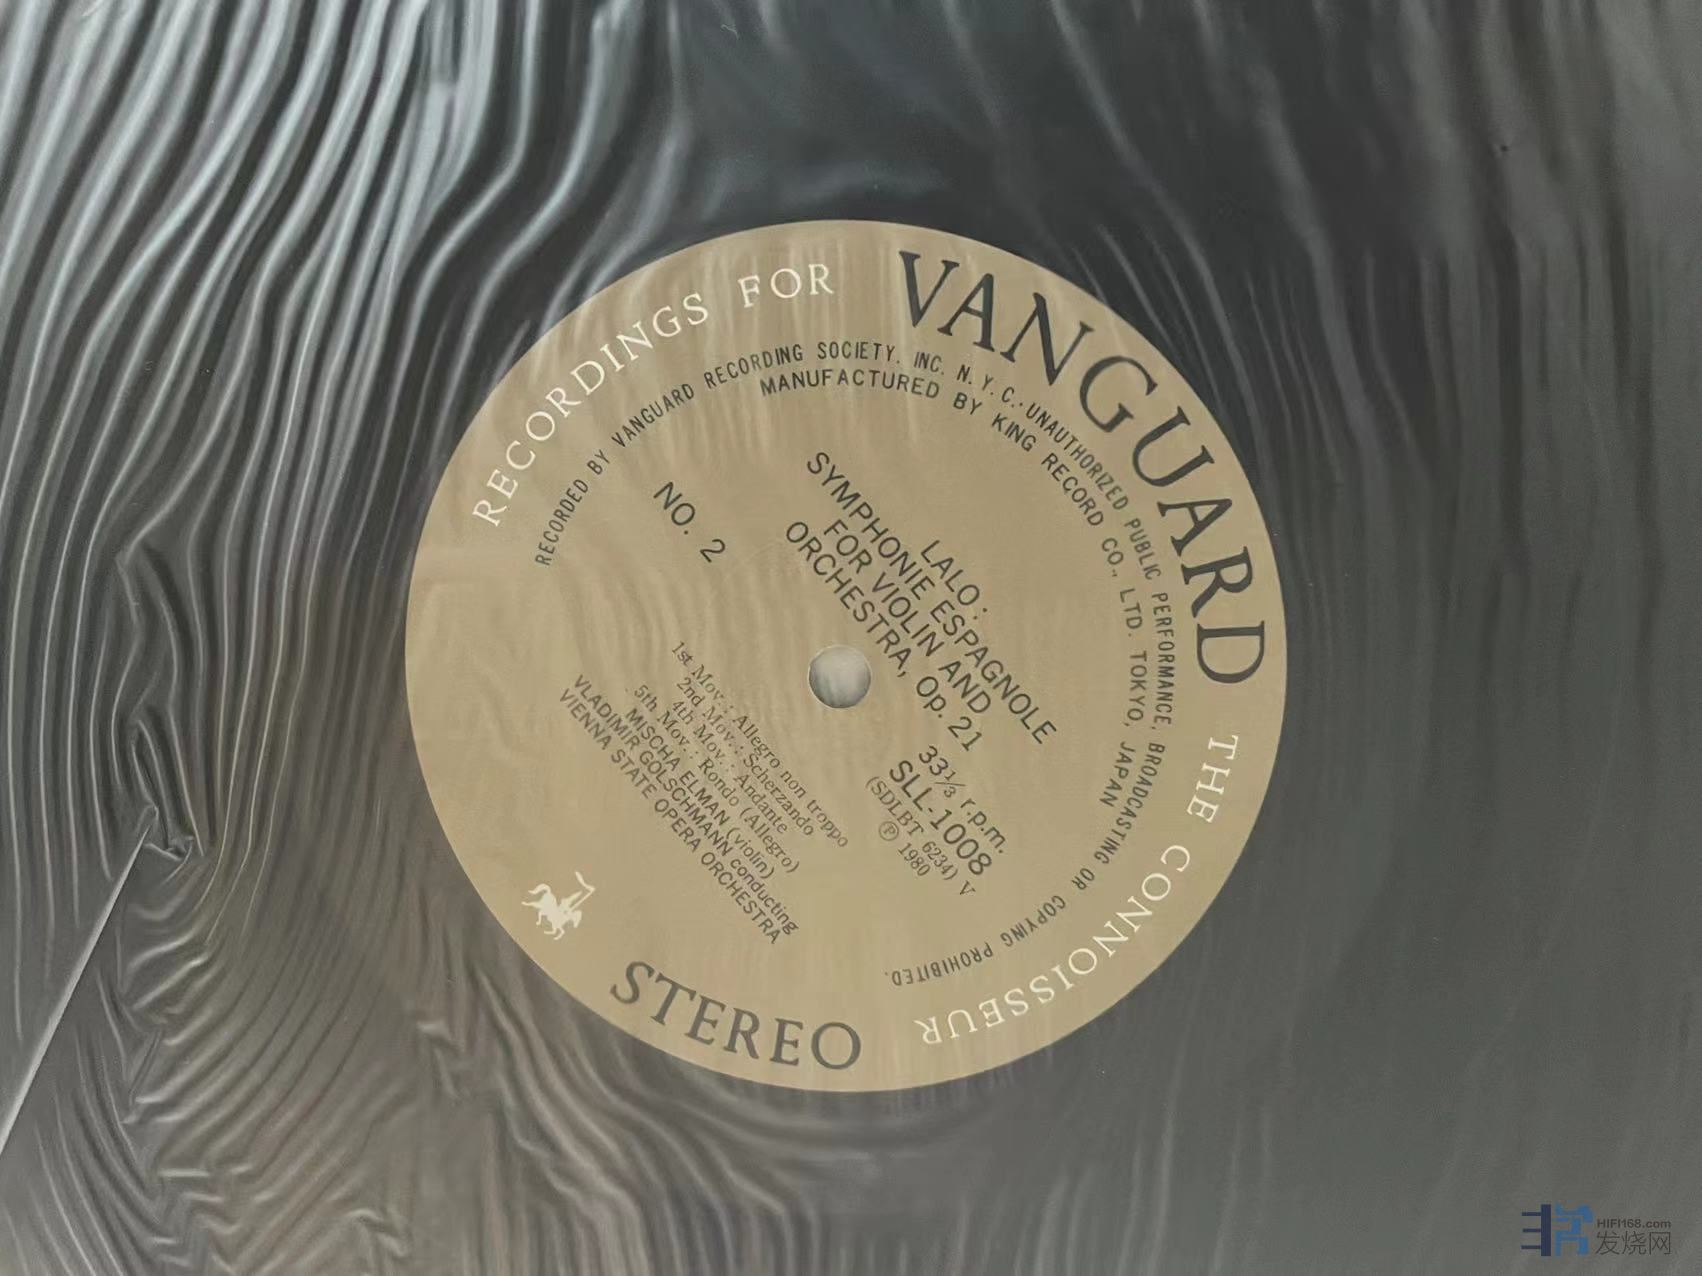 RECORDINGS FOR VANGUARD THE CONNOISSEUR
RECORDED BY VANGUARD RECORDING SOCIETY. INC. N. Y. C.. UNAUTHORIZED PUBLIC PERFORMANCE, BROADCASTING OR COPYING PROHIBITED.
MANUFACTURED BY KING RECORD CO., LTD. TOKYO, JAPAN
LALO:
SYMPHONIE ESPAGNOLE
FOR VIOLIN AND
ORCHESTRA, Op. 21
NO. 2
33⅓ r.p.m.
SLL-1008
(SDLBT 6234) V
Ⓟ 1980
1st Mov.: Allegro non troppo
2nd Mov.: Scherzando
4th Mov.: Andante
5th Mov.: Rondo (Allegro)
MISCHA ELMAN (violin)
VLADIMIR GOLSCHMANN conducting
VIENNA STATE OPERA ORCHESTRA
STEREO
HIFI168.com
发烧网